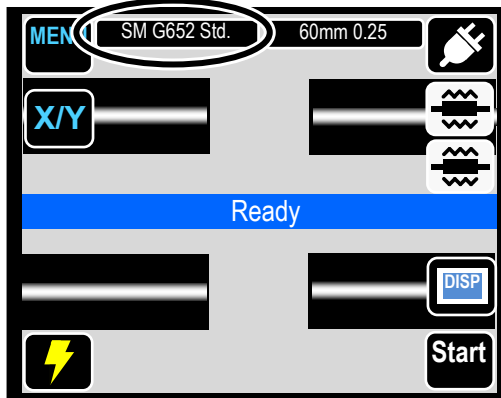 MENU SM G652 Std. 60mm 0.25
X/Y
Ready
DISP
Start